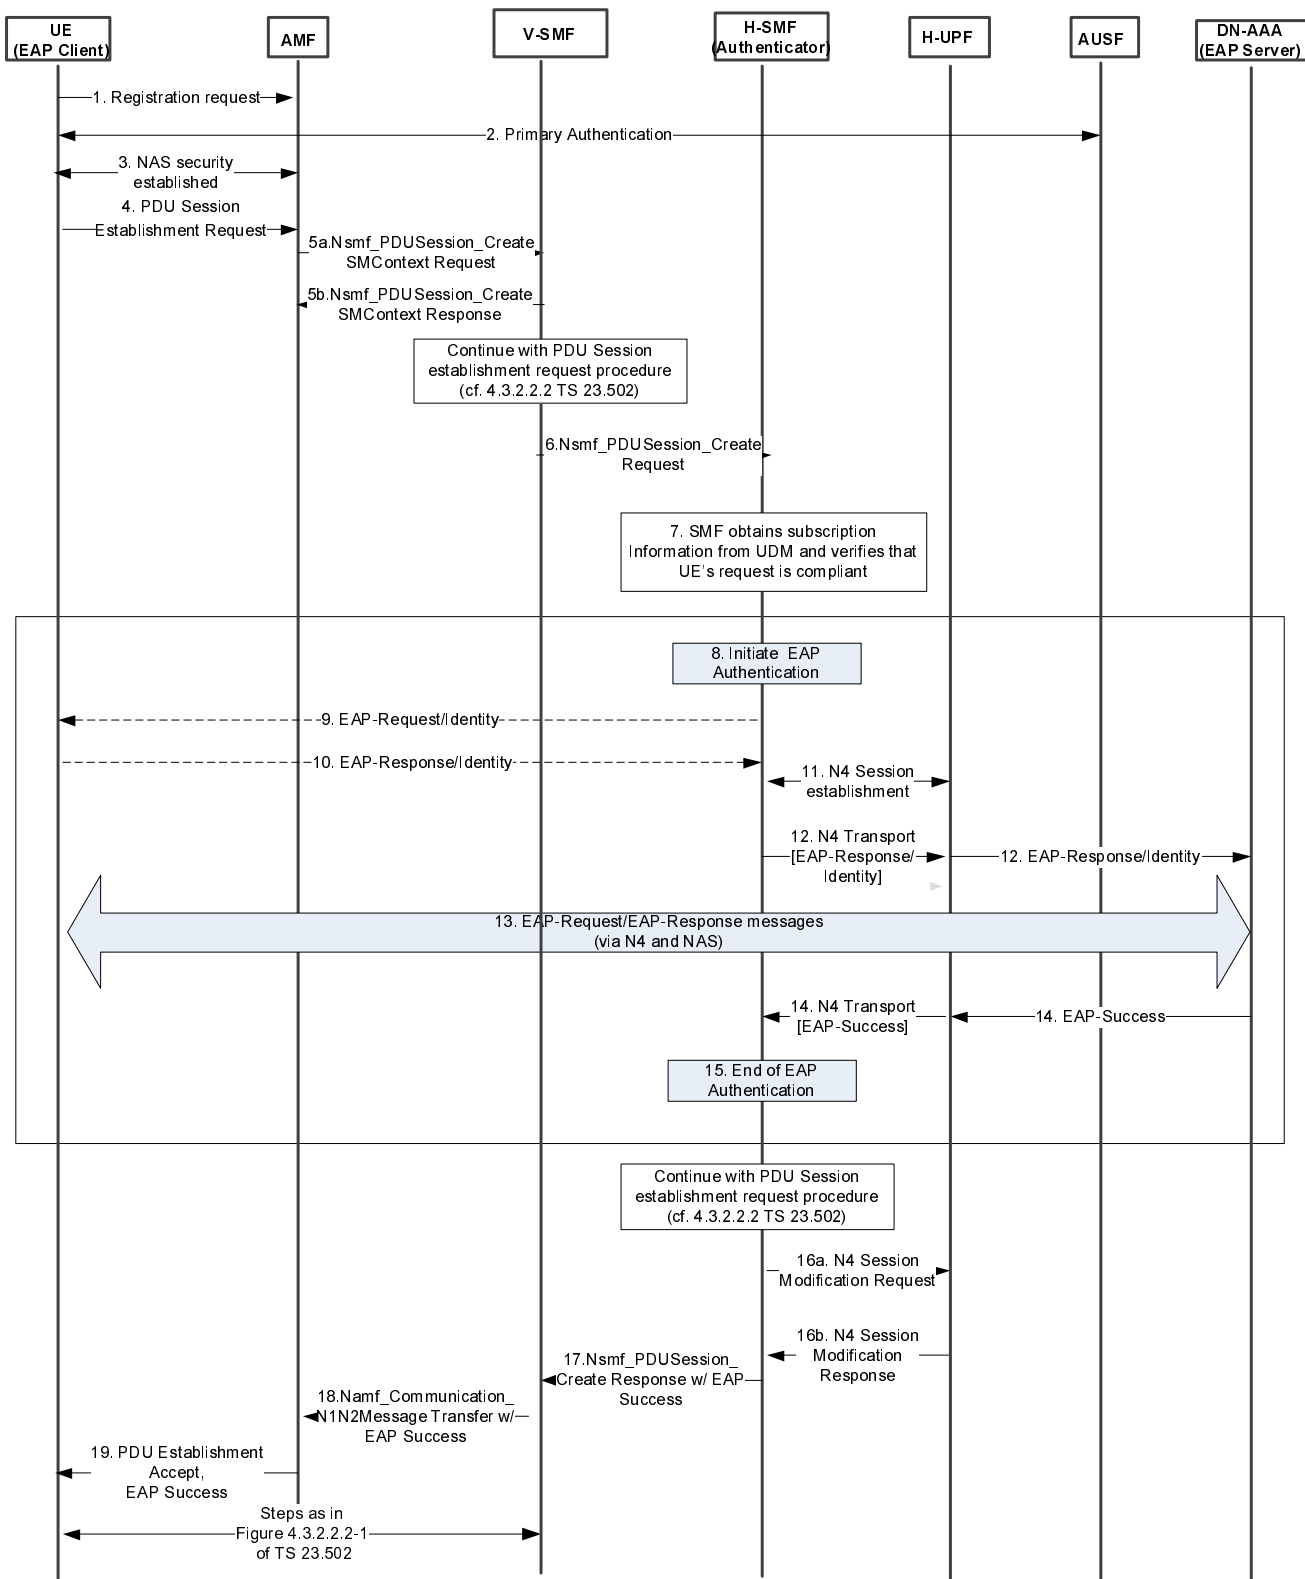 UE
(EAP Client)
AMF
V-SMF
H-SMF
(Authenticator)
H-UPF
AUSF
DN-AAA
(EAP Server)
1. Registration request
2. Primary Authentication
3. NAS security
established
4. PDU Session
Establishment Request
5a.Nsmf_PDUSession_Create
SMContext Request
5b.Nsmf_PDUSession_Create
SMContext Response
Continue with PDU Session
establishment request procedure
(cf. 4.3.2.2.2 TS 23.502)
6.Nsmf_PDUSession_Create
Request
7. SMF obtains subscription
Information from UDM and verifies that
UE's request is compliant
8. Initiate EAP
Authentication
9. EAP-Request/Identity
10. EAP-Response/Identity
11. N4 Session
establishment
12. N4 Transport
[EAP-Response/
Identity]
12. EAP-Response/Identity
13. EAP-Request/EAP-Response messages
(via N4 and NAS)
14. N4 Transport
[EAP-Success]
14. EAP-Success
15. End of EAP
Authentication
Continue with PDU Session
establishment request procedure
(cf. 4.3.2.2.2 TS 23.502)
16a. N4 Session
Modification Request
16b. N4 Session
Modification
Response
17.Nsmf_PDUSession_
Create Response w/ EAP
Success
18.Namf_Communication_
N1N2Message Transfer w/
EAP Success
19. PDU Establishment
Accept,
EAP Success
Steps as in
Figure 4.3.2.2.2-1
of TS 23.502